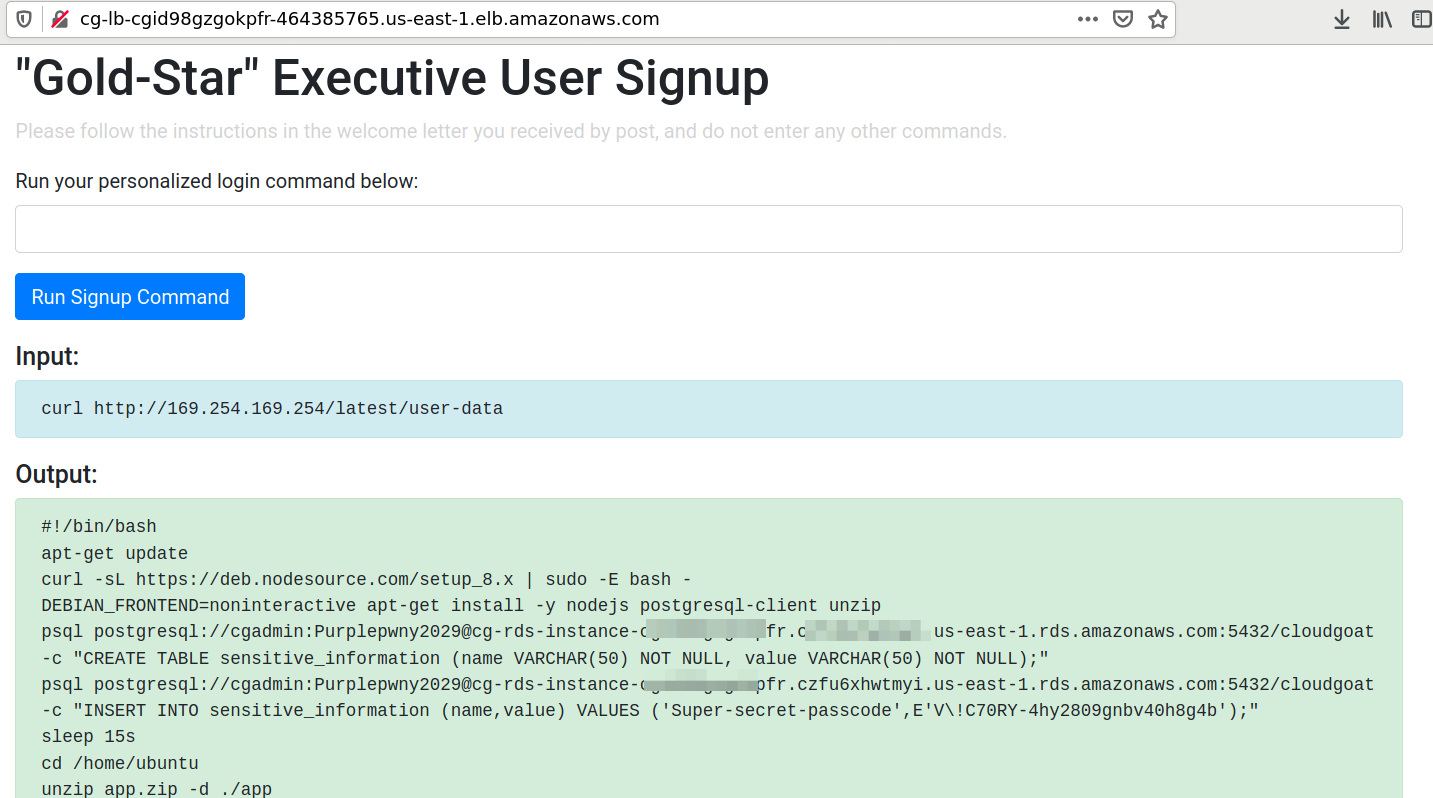 cg-lb-cgid98gzgokpfr-464385765.us-east-1.elb.amazonaws.com
"Gold-Star" Executive User Signup
Please follow the instructions in the welcome letter you received by post, and do not enter any other commands.
Run your personalized login command below:
Run Signup Command
Input:
curl http://169.254.169.254/latest/user-data
Output:
#!/bin/bash
apt-get update
curl -sL https://deb.nodesource.com/setup_8.x | sudo -E bash -
DEBIAN_FRONTEND=noninteractive apt-get install -y nodejs postgresql-client unzip
psql postgresql://cgadmin:Purplepwny2029@cg-rds-instance- us-east-1.rds.amazonaws.com:5432/cloudgoat
-c "CREATE TABLE sensitive_information (name VARCHAR(50) NOT NULL, value VARCHAR(50) NOT NULL);"
psql postgresql://cgadmin:Purplepwny2029@cg-rds-instance- pfr.czfu6xhwtmyi.us-east-1.rds.amazonaws.com:5432/cloudgoat
-c "INSERT INTO sensitive_information (name,value) VALUES ('Super-secret-passcode',E'V\!C70RY-4hy2809gnbv40h8g4b');"
sleep 15s
cd /home/ubuntu
unzip app.zip -d ./app